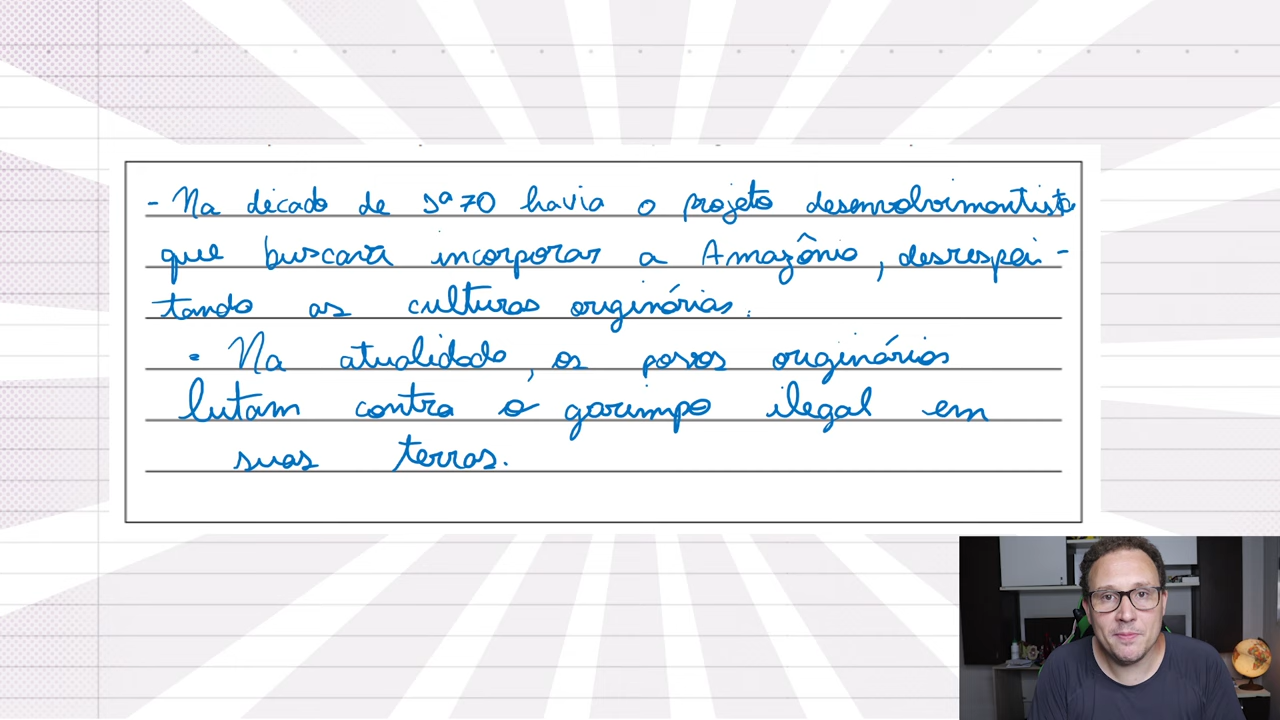 - Na década de 1970 havia o projeto desenvolvimentista
que buscava incorporar a Amazônia, desrespei-
tando as culturas originárias.
• Na atualidade, os povos originários
lutam contra o garimpo ilegal em
suas terras.